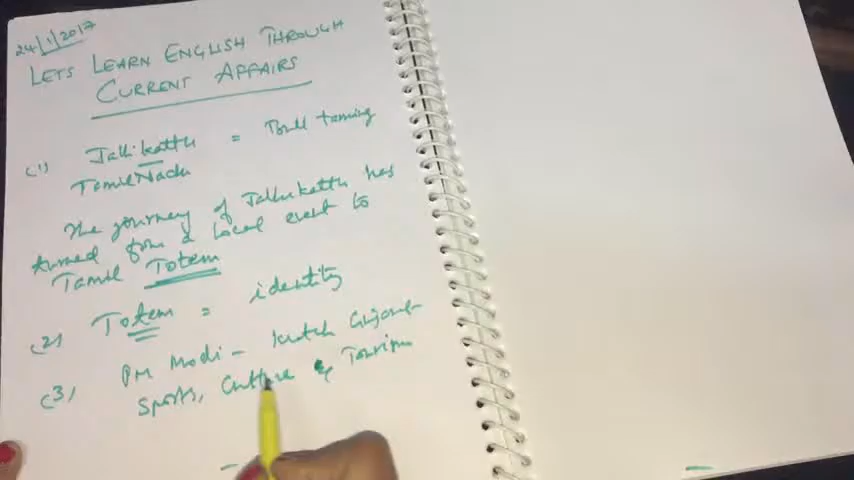 24/1/2017
LETS LEARN ENGLISH THROUGH
CURRENT AFFAIRS
(1) Jallikattu = Bull taming
TamilNadu
The journey of Jallikattu has
turned from a local event to
Tamil Totem
(2) Totem = identity
(3) PM Modi - kutch Gujarat
Sports, Culture & Tourism